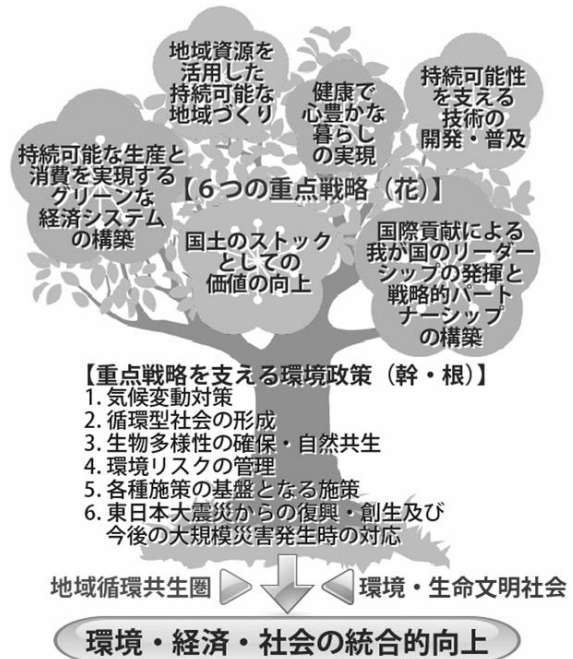 地域資源を
活用した
持続可能な
地域づくり
健康で
心豊かな
暮らし
の実現
持続可能性
を支える
技術の
開発・普及
持続可能な生産と
消費を実現する
グリーンな
経済システム
の構築
【6つの重点戦略（花）】
国土のストック
としての
価値の向上
国際貢献による
我が国のリーダー
シップの発揮と
戦略的パート
ナーシップ
の構築
【重点戦略を支える環境政策（幹・根）】
1. 気候変動対策
2. 循環型社会の形成
3. 生物多様性の確保・自然共生
4. 環境リスクの管理
5. 各種施策の基盤となる施策
6. 東日本大震災からの復興・創生及び
今後の大規模災害発生時の対応
地域循環共生圏
環境・生命文明社会
環境・経済・社会の統合的向上